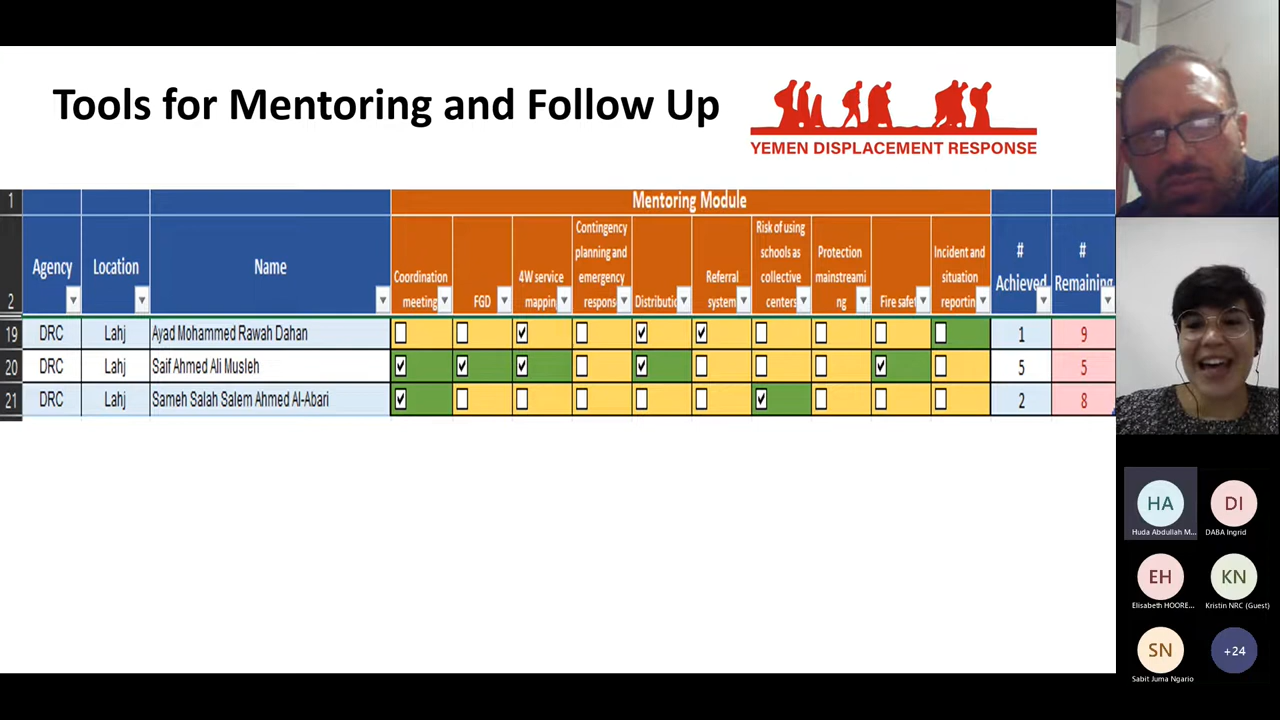 Tools for Mentoring and Follow Up
YEMEN DISPLACEMENT RESPONSE
1
Mentoring Module
2
Agency
Location
Name
Coordination
meeting
FGD
4W service
mapping
Contingency
planning and
emergency
respons
Distributic
Referral
system
Risk of using
schools as
collective
centers
Protection
mainstreami
ng
Fire safet
Incident and
situation
reportin
#
Achieved
#
Remaining
19 DRC Lahj Ayad Mohammed Rawah Dahan 1 9
20 DRC Lahj Saif Ahmed Ali Musleh 5 5
21 DRC Lahj Sameh Salah Salem Ahmed Al-Abari 2 8
HA
Huda Abdullah M...
DI
DABA Ingrid
EH
Elisabeth HOORE...
KN
Kristin NRC (Guest)
SN
Sabit Juma Ngario
+24